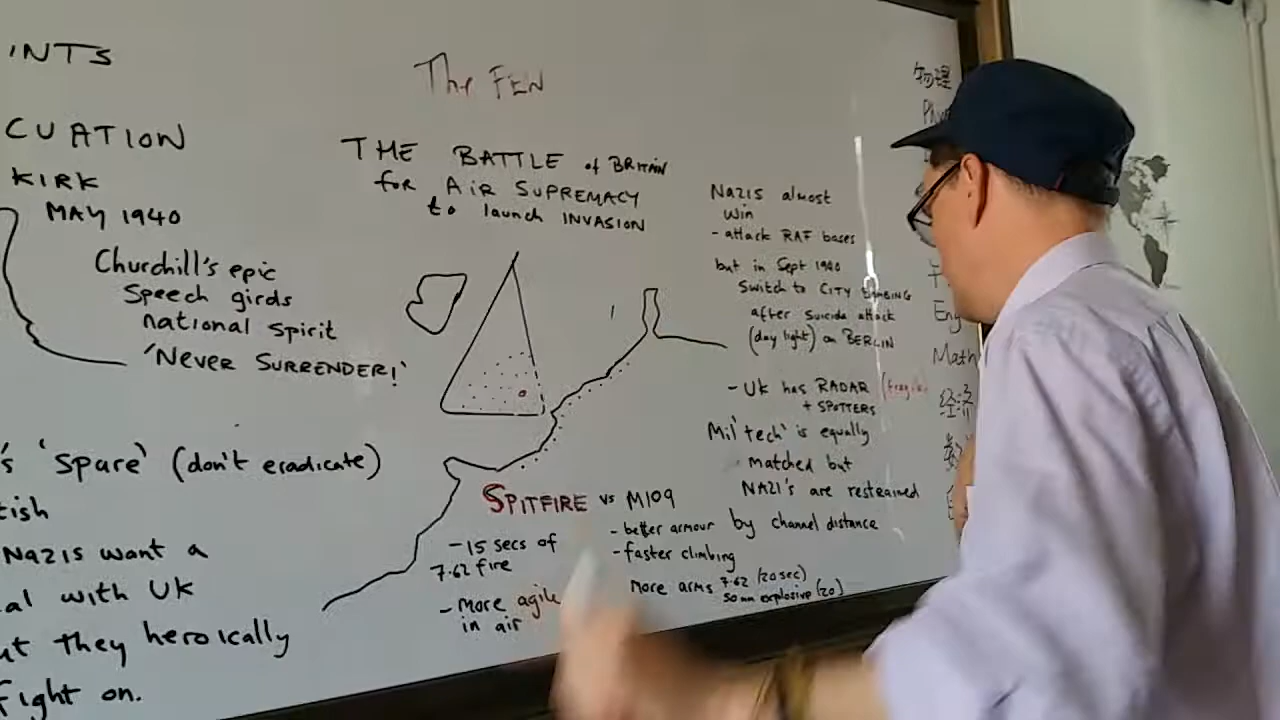 INTS
CUATION
KIRK
MAY 1940
Churchill's epic
Speech girds
national spirit
'Never SURRENDER!'
's 'spare' (don't eradicate)
tish
NAZIS want a
al with UK
ut they heroically
fight on.
The FEW
THE BATTLE of BRITAIN
for AIR SUPREMACY
to launch INVASION
SPITFIRE vs M109
- 15 secs of
7.62 fire
- More agile
in air
- better armour
- faster climbing
More arms 7.62 (20sec)
50mm explosive (20)
NAZIS almost
win
- attack RAF bases
but in Sept 1940
Switch to CITY BOMBING
after suicida attack
(day light) on BERLIN
- UK has RADAR (fragile
+ SPOTTERS
Mil' tech' is equally
matched but
NAZI's are restrained
by channel distance
物理
Phy
Eng
Math
经济
数